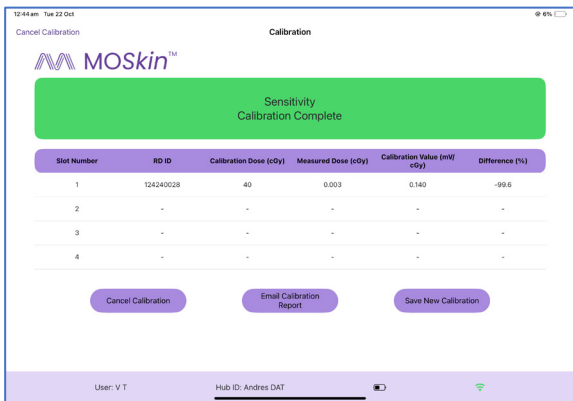 12:44 am Tue 22 Oct
6%
Cancel Calibration
Calibration
MOSkin™
Sensitivity
Calibration Complete
Slot Number RD ID Calibration Dose (cGy) Measured Dose (cGy) Calibration Value (mV/
cGy) Difference (%)
1 124240028 40 0.003 0.140 -99.6
2 - - - - -
3 - - - - -
4 - - - - -
Cancel Calibration
Email Calibration
Report
Save New Calibration
User: V T
Hub ID: Andres DAT